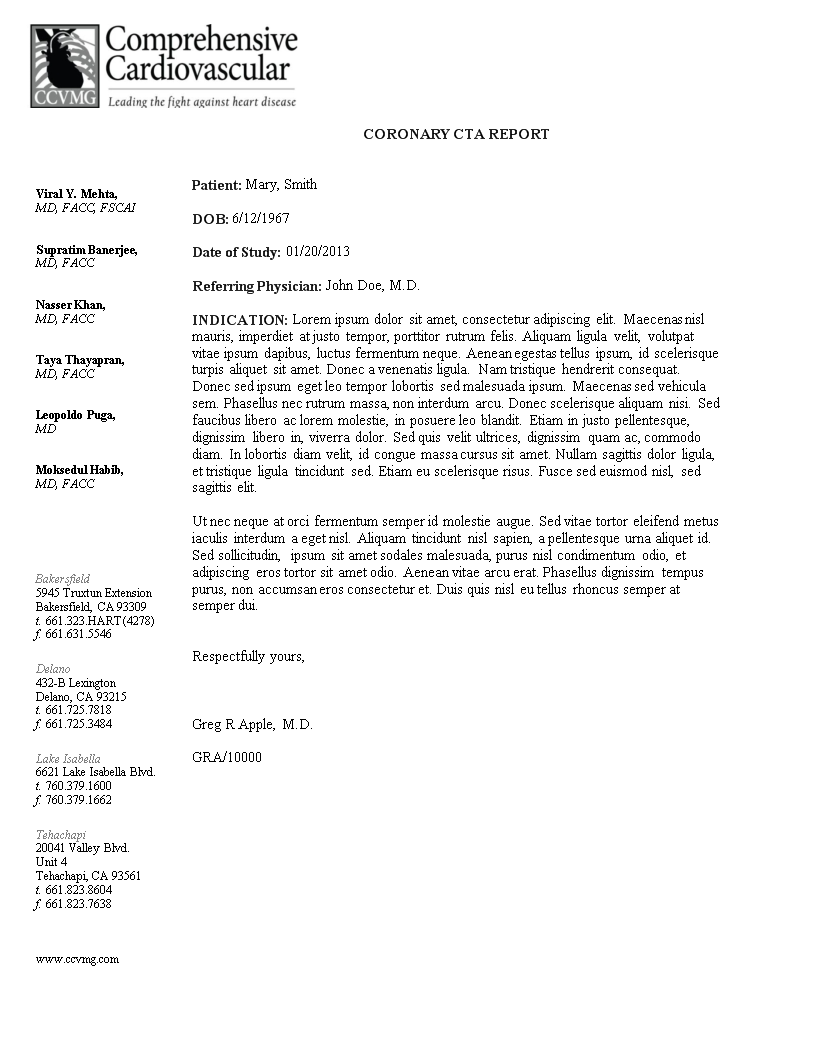 Comprehensive
Cardiovascular
CCVMG
Leading the fight against heart disease
CORONARY CTA REPORT
Viral Y. Mehta,
MD, FACC, FSCAI
Supratim Banerjee,
MD, FACC
Nasser Khan,
MD, FACC
Taya Thayapran,
MD, FACC
Leopoldo Puga,
MD
Moksedul Habib,
MD, FACC
Bakersfield
5945 Truxtun Extension
Bakersfield, CA 93309
t. 661.323.HART(4278)
f. 661.631.5546
Delano
432-B Lexington
Delano, CA 93215
t. 661.725.7818
f. 661.725.3484
Lake Isabella
6621 Lake Isabella Blvd.
t. 760.379.1600
f. 760.379.1662
Tehachapi
20041 Valley Blvd.
Unit 4
Tehachapi, CA 93561
t. 661.823.8604
f. 661.823.7638
www.ccvmg.com
Patient: Mary, Smith
DOB: 6/12/1967
Date of Study: 01/20/2013
Referring Physician: John Doe, M.D.
INDICATION: Lorem ipsum dolor sit amet, consectetur adipiscing elit. Maecenas nisl
mauris, imperdiet at justo tempor, porttitor rutrum felis. Aliquam ligula velit, volutpat
vitae ipsum dapibus, luctus fermentum neque. Aenean egestas tellus ipsum, id scelerisque
turpis aliquet sit amet. Donec a venenatis ligula. Nam tristique hendrerit consequat.
Donec sed ipsum eget leo tempor lobortis sed malesuada ipsum. Maecenas sed vehicula
sem. Phasellus nec rutrum massa, non interdum arcu. Donec scelerisque aliquam nisi. Sed
faucibus libero ac lorem molestie, in posuere leo blandit. Etiam in justo pellentesque,
dignissim libero in, viverra dolor. Sed quis velit ultrices, dignissim quam ac, commodo
diam. In lobortis diam velit, id congue massa cursus sit amet. Nullam sagittis dolor ligula,
et tristique ligula tincidunt sed. Etiam eu scelerisque risus. Fusce sed euismod nisl, sed
sagittis elit.
Ut nec neque at orci fermentum semper id molestie augue. Sed vitae tortor eleifend metus
iaculis interdum a eget nisl. Aliquam tincidunt nisl sapien, a pellentesque urna aliquet id.
Sed sollicitudin, ipsum sit amet sodales malesuada, purus nisl condimentum odio, et
adipiscing eros tortor sit amet odio. Aenean vitae arcu erat. Phasellus dignissim tempus
purus, non accumsan eros consectetur et. Duis quis nisl eu tellus rhoncus semper at
semper dui.
Respectfully yours,
Greg R Apple, M.D.
GRA/10000